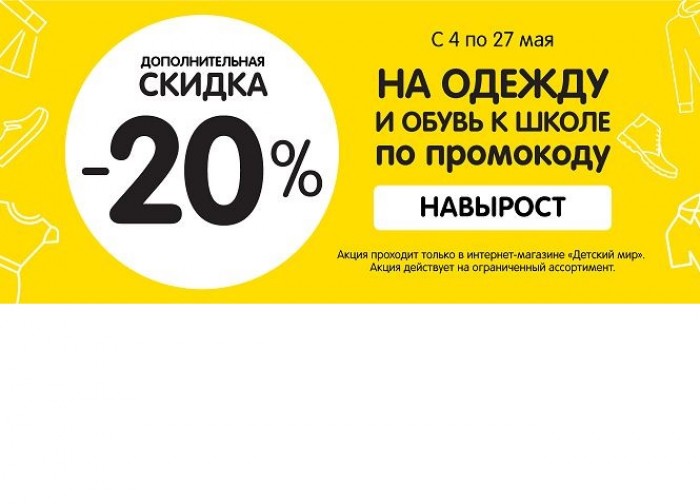 ДОПОЛНИТЕЛЬНАЯ
СКИДКА
-20%
С 4 по 27 мая
НА ОДЕЖДУ
И ОБУВЬ К ШКОЛЕ
по промокоду
НАВЫРОСТ
Акция проходит только в интернет-магазине «Детский мир».
Акция действует на ограниченный ассортимент.